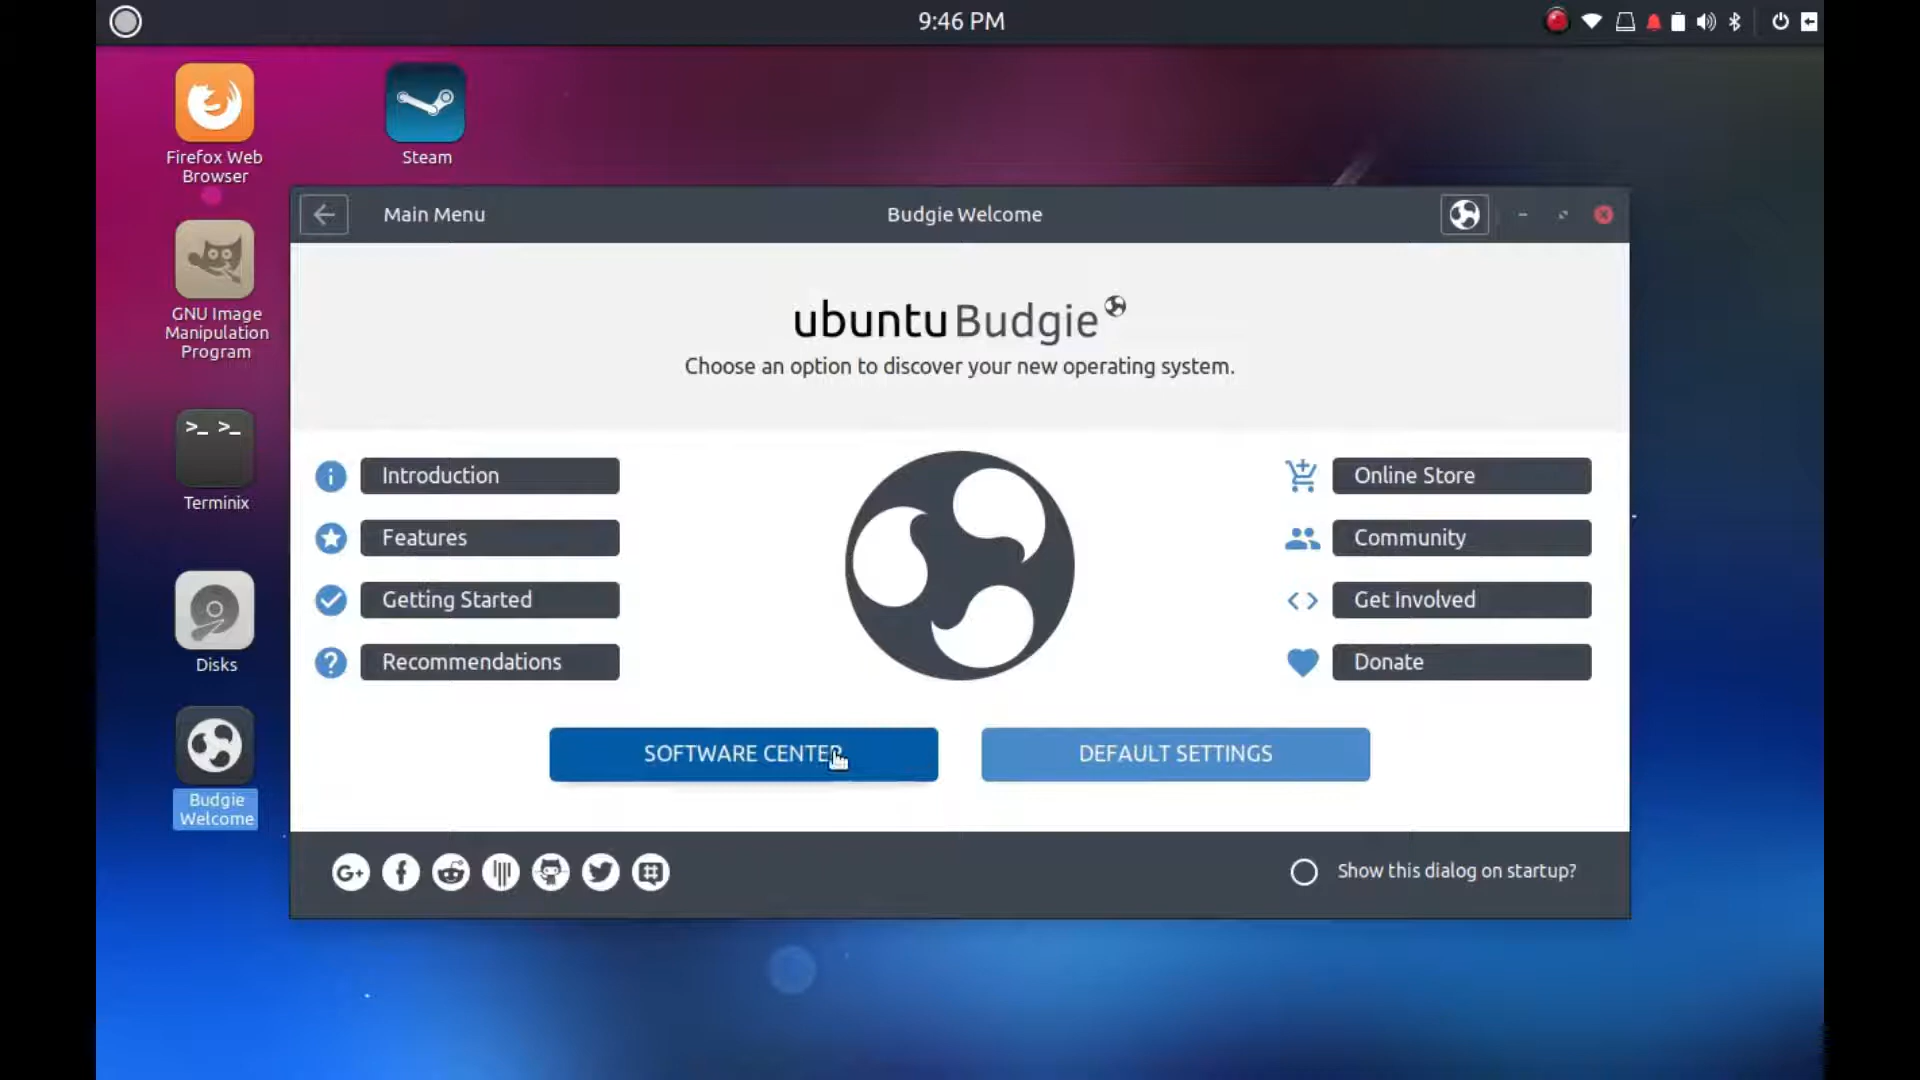 9:46 PM
Firefox Web
Browser
Steam
GNU Image
Manipulation
Program
>_ >_
Terminix
Disks
Budgie
Welcome
Main Menu
Budgie Welcome
ubuntu Budgie
Choose an option to discover your new operating system.
Introduction
Features
Getting Started
Recommendations
Online Store
Community
Get Involved
Donate
SOFTWARE CENTER
DEFAULT SETTINGS
G+
Show this dialog on startup?